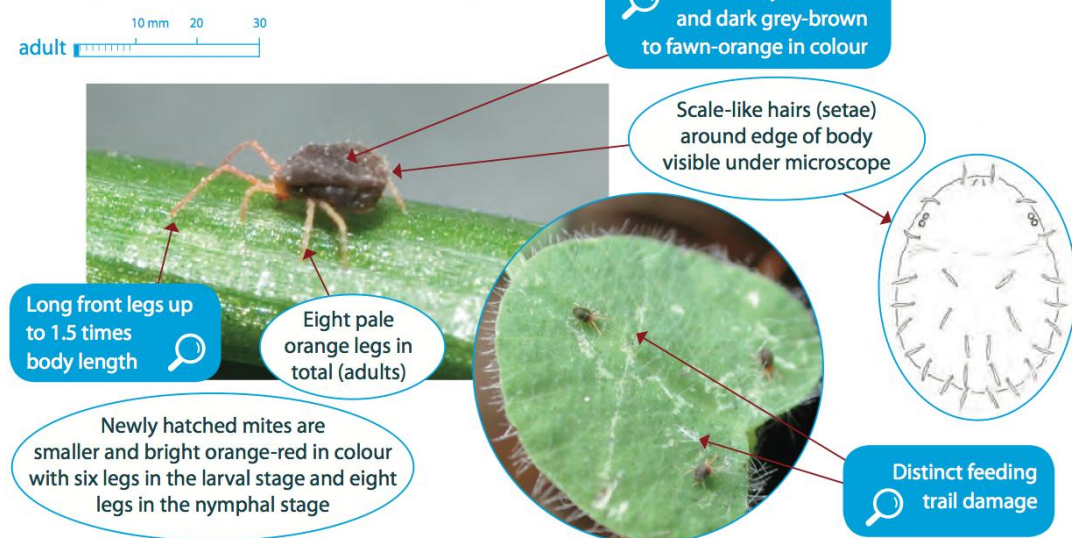 10 mm 20 30
adult
and dark grey-brown
to fawn-orange in colour
Scale-like hairs (setae)
around edge of body
visible under microscope
Long front legs up
to 1.5 times
body length
Eight pale
orange legs in
total (adults)
Newly hatched mites are
smaller and bright orange-red in colour
with six legs in the larval stage and eight
legs in the nymphal stage
Distinct feeding
trail damage